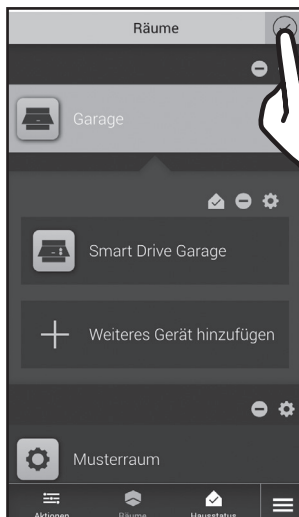 Räume
Garage
Smart Drive Garage
Weiteres Gerät hinzufügen
Musterraum
Aktionen
Räume
Hausstatus